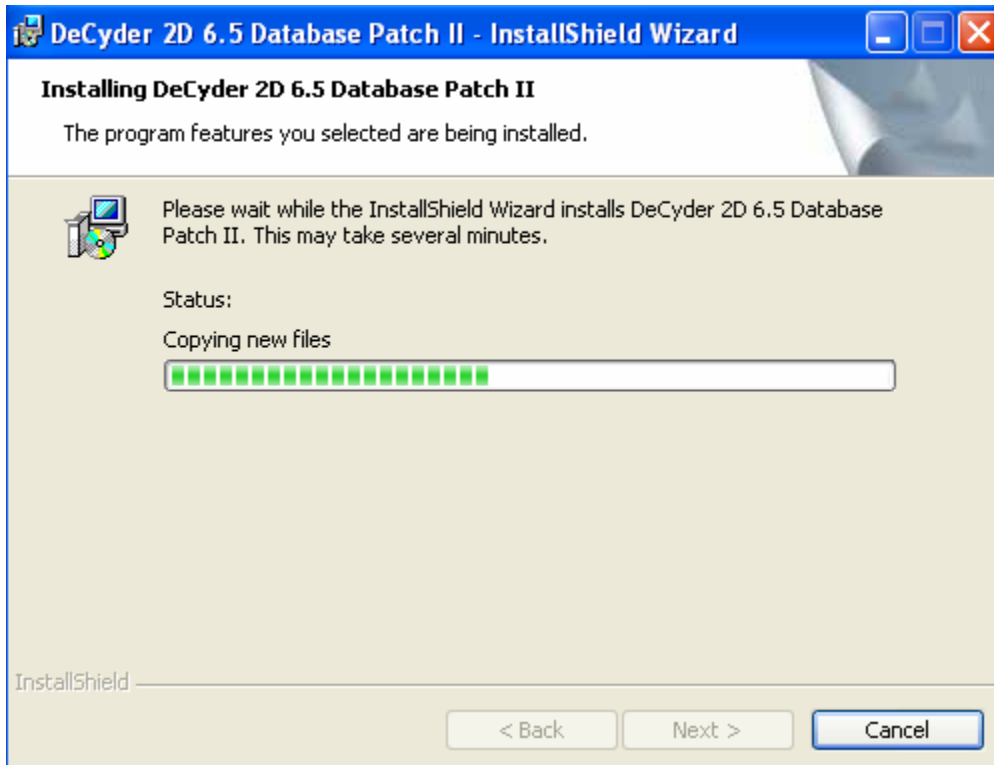 DeCyder 2D 6.5 Database Patch II - InstallShield Wizard
Installing DeCyder 2D 6.5 Database Patch II
The program features you selected are being installed.
Please wait while the InstallShield Wizard installs DeCyder 2D 6.5 Database
Patch II. This may take several minutes.
Status:
Copying new files
InstallShield
< Back
Next >
Cancel